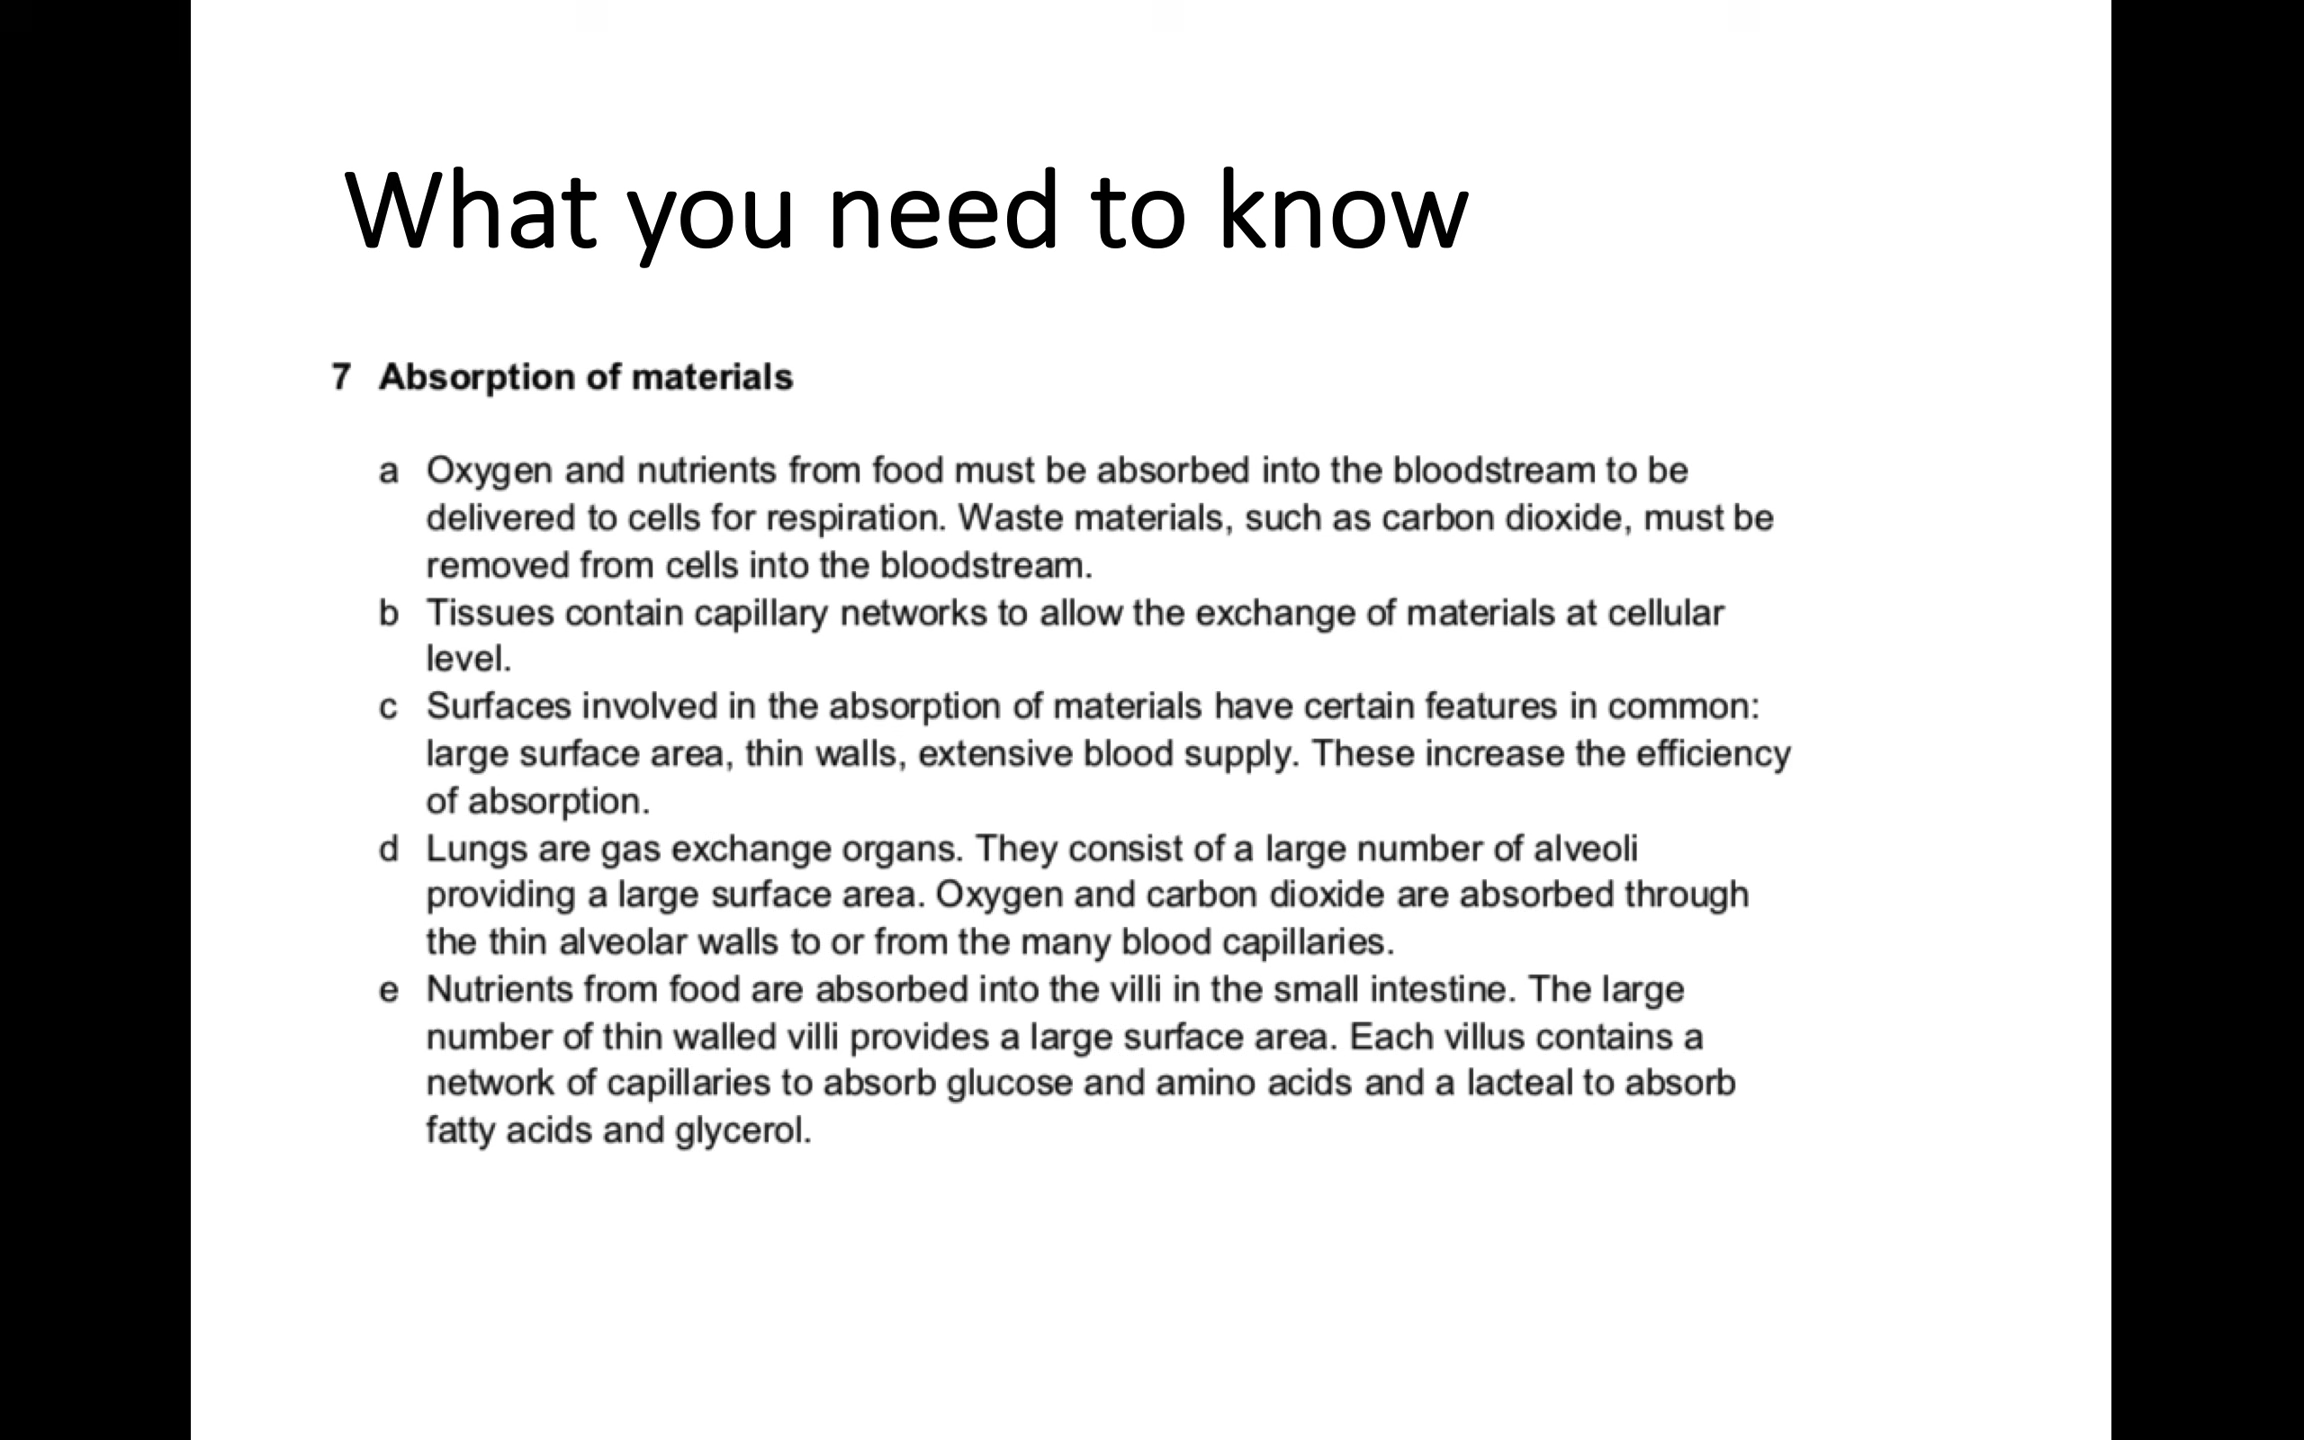 What you need to know
7 Absorption of materials
a Oxygen and nutrients from food must be absorbed into the bloodstream to be
delivered to cells for respiration. Waste materials, such as carbon dioxide, must be
removed from cells into the bloodstream.
b Tissues contain capillary networks to allow the exchange of materials at cellular
level.
c Surfaces involved in the absorption of materials have certain features in common:
large surface area, thin walls, extensive blood supply. These increase the efficiency
of absorption.
d Lungs are gas exchange organs. They consist of a large number of alveoli
providing a large surface area. Oxygen and carbon dioxide are absorbed through
the thin alveolar walls to or from the many blood capillaries.
e Nutrients from food are absorbed into the villi in the small intestine. The large
number of thin walled villi provides a large surface area. Each villus contains a
network of capillaries to absorb glucose and amino acids and a lacteal to absorb
fatty acids and glycerol.